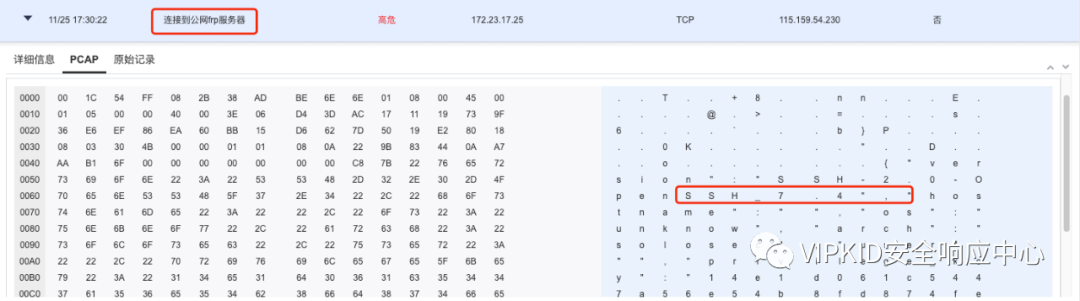 11/25 17:30:22 连接到公网frp服务器 高危 172.23.17.25 TCP 115.159.54.230 否
详细信息 PCAP 原始记录
0000 00 1C 54 FF 08 2B 38 AD BE 6E 6E 01 08 00 45 00 . . T . . + 8 . . n n . . . E .
0010 01 05 00 00 40 00 3E 06 D4 3D AC 17 11 19 73 9F . . . . @ . > . . = . . . . s .
0020 36 E6 EF 86 EA 60 BB 15 D6 62 7D 50 19 E2 80 18 6 . . . . ` . . . b } P . . . .
0030 08 03 30 4B 00 00 01 01 08 0A 22 9B 83 44 0A A7 . . 0 K . . . . . . " . . D . .
0040 AA B1 6F 00 00 00 00 00 00 00 C8 7B 22 76 65 72 . . o . . . . . . . . { " v e r
0050 73 69 6F 6E 22 3A 22 53 53 48 2D 32 2E 30 2D 4F s i o n " : " S S H - 2 . 0 - O
0060 70 65 6E 53 53 48 5F 37 2E 34 22 2C 22 68 6F 73 p e n S S H _ 7 . 4 " , " h o s
0070 74 6E 61 6D 65 22 3A 22 22 2C 22 6F 73 22 3A 22 t n a m e " : " " , " o s " : "
0080 75 6E 6B 6E 6F 77 22 2C 22 61 72 63 68 22 3A 22 u n k n o w " , " a r c h " : "
0090 73 6F 6C 6F 73 65 63 22 2C 22 75 73 65 72 22 3A s o l o s e
00A0 22 22 2C 22 70 72 69 76 69 6C 65 67 65 5F 6B 65 " " , " p r i
00B0 79 22 3A 22 31 34 65 31 64 30 36 31 63 35 34 34 y " : " 1 4 e 1 d 0 6 1 c 5 4 4
00C0 37 61 35 36 65 35 34 62 38 66 64 38 37 34 66 65 7 a 5 6 e 5 4 b 8 f d 8 7 4 f e
VIPKID安全响应中心